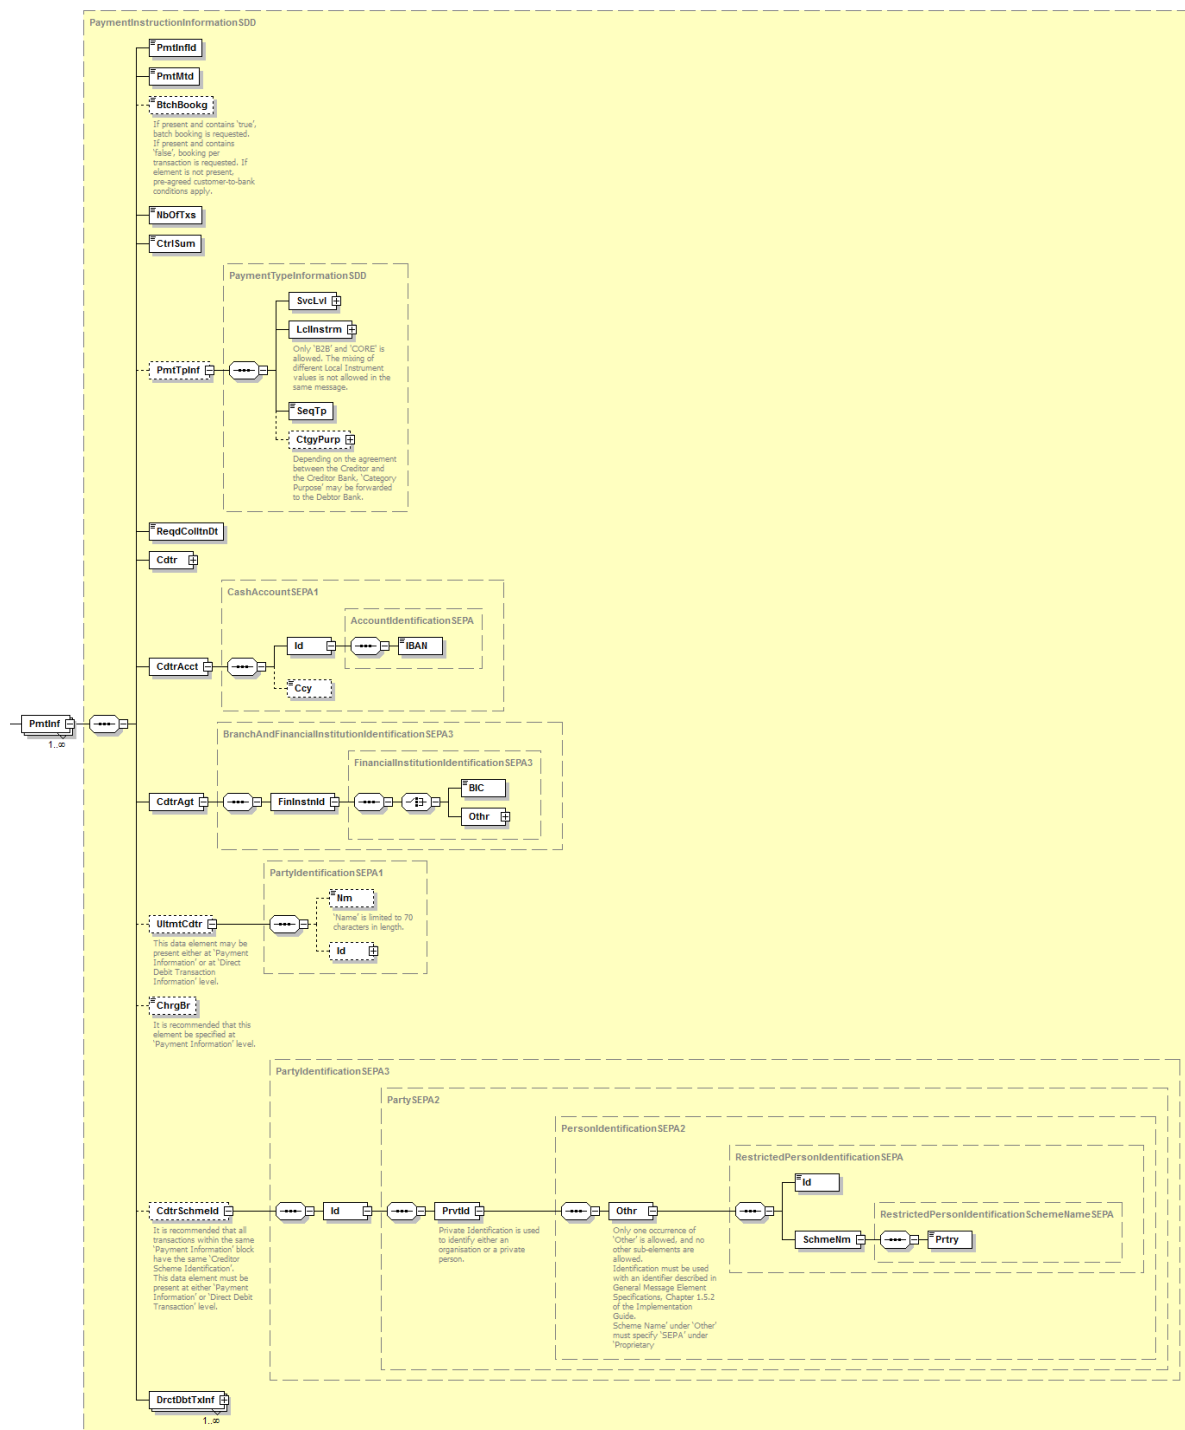 PaymentInstructionInformationSDD
PmtInfId
PmtMtd
BtchBookg
If present and contains 'true',
batch booking is requested.
If present and contains
'false', booking per
transaction is requested. If
element is not present,
pre-agreed customer-to-bank
conditions apply.
NbOfTxs
CtrlSum
PaymentTypeInformationSDD
SvcLvl
LclInstrm
Only 'B2B' and 'CORE' is
allowed. The mixing of
different Local Instrument
values is not allowed in the
same message.
PmtTpInf
SeqTp
CtgyPurp
Depending on the agreement
between the Creditor and
the Creditor Bank, 'Category
Purpose' may be forwarded
to the Debtor Bank.
ReqdColltnDt
Cdtr
CashAccountSEPA1
AccountIdentificationSEPA
Id
IBAN
CdtrAcct
Ccy
PmtInf
1..∞
BranchAndFinancialInstitutionIdentificationSEPA3
FinancialInstitutionIdentificationSEPA3
BIC
CdtrAgt
FinInstnId
Othr
PartyIdentificationSEPA1
Nm
'Name' is limited to 70
characters in length.
UltmtCdtr
Id
This data element may be
present either at 'Payment
Information' or at 'Direct
Debit Transaction
Information' level.
ChrgBr
It is recommended that this
element be specified at
'Payment Information' level.
PartyIdentificationSEPA3
PartySEPA2
PersonIdentificationSEPA2
RestrictedPersonIdentificationSEPA
Id
CdtrSchmeId
Id
PrvtId
Othr
RestrictedPersonIdentificationSchemeNameSEPA
SchmeNm
Prtry
It is recommended that all
transactions within the same
'Payment Information' block
have the same 'Creditor
Scheme Identification'.
This data element must be
present at either 'Payment
Information' or 'Direct Debit
Transaction' level.
Private Identification is used
to identify either an
organisation or a private
person.
Only one occurrence of
'Other' is allowed, and no
other sub-elements are
allowed.
Identification must be used
with an identifier described in
General Message Element
Specifications, Chapter 1.5.2
of the Implementation
Guide.
Scheme Name' under 'Other'
must specify 'SEPA' under
'Proprietary
DrctDbtTxInf
1..∞